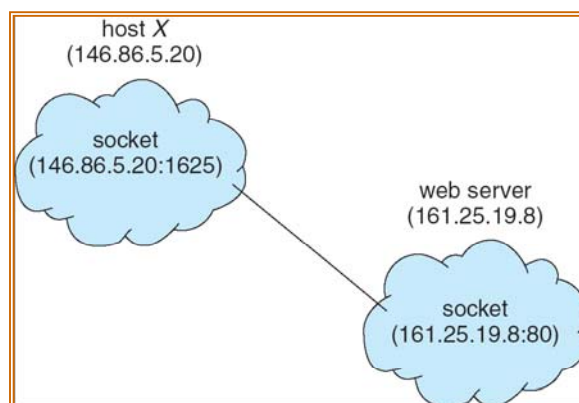 host X
(146.86.5.20)
socket
(146.86.5.20:1625)
web server
(161.25.19.8)
socket
(161.25.19.8:80)